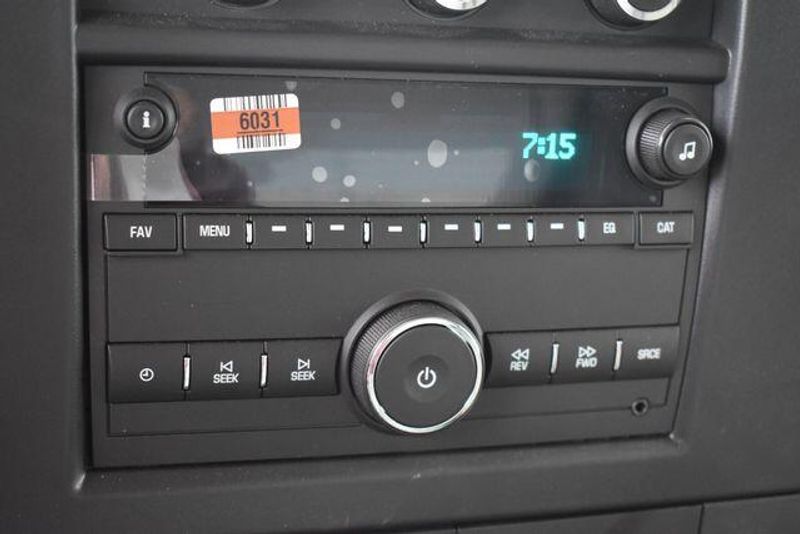 6031
7:15
i
FAV MENU EQ CAT
SEEK SEEK REV FWD SRCE